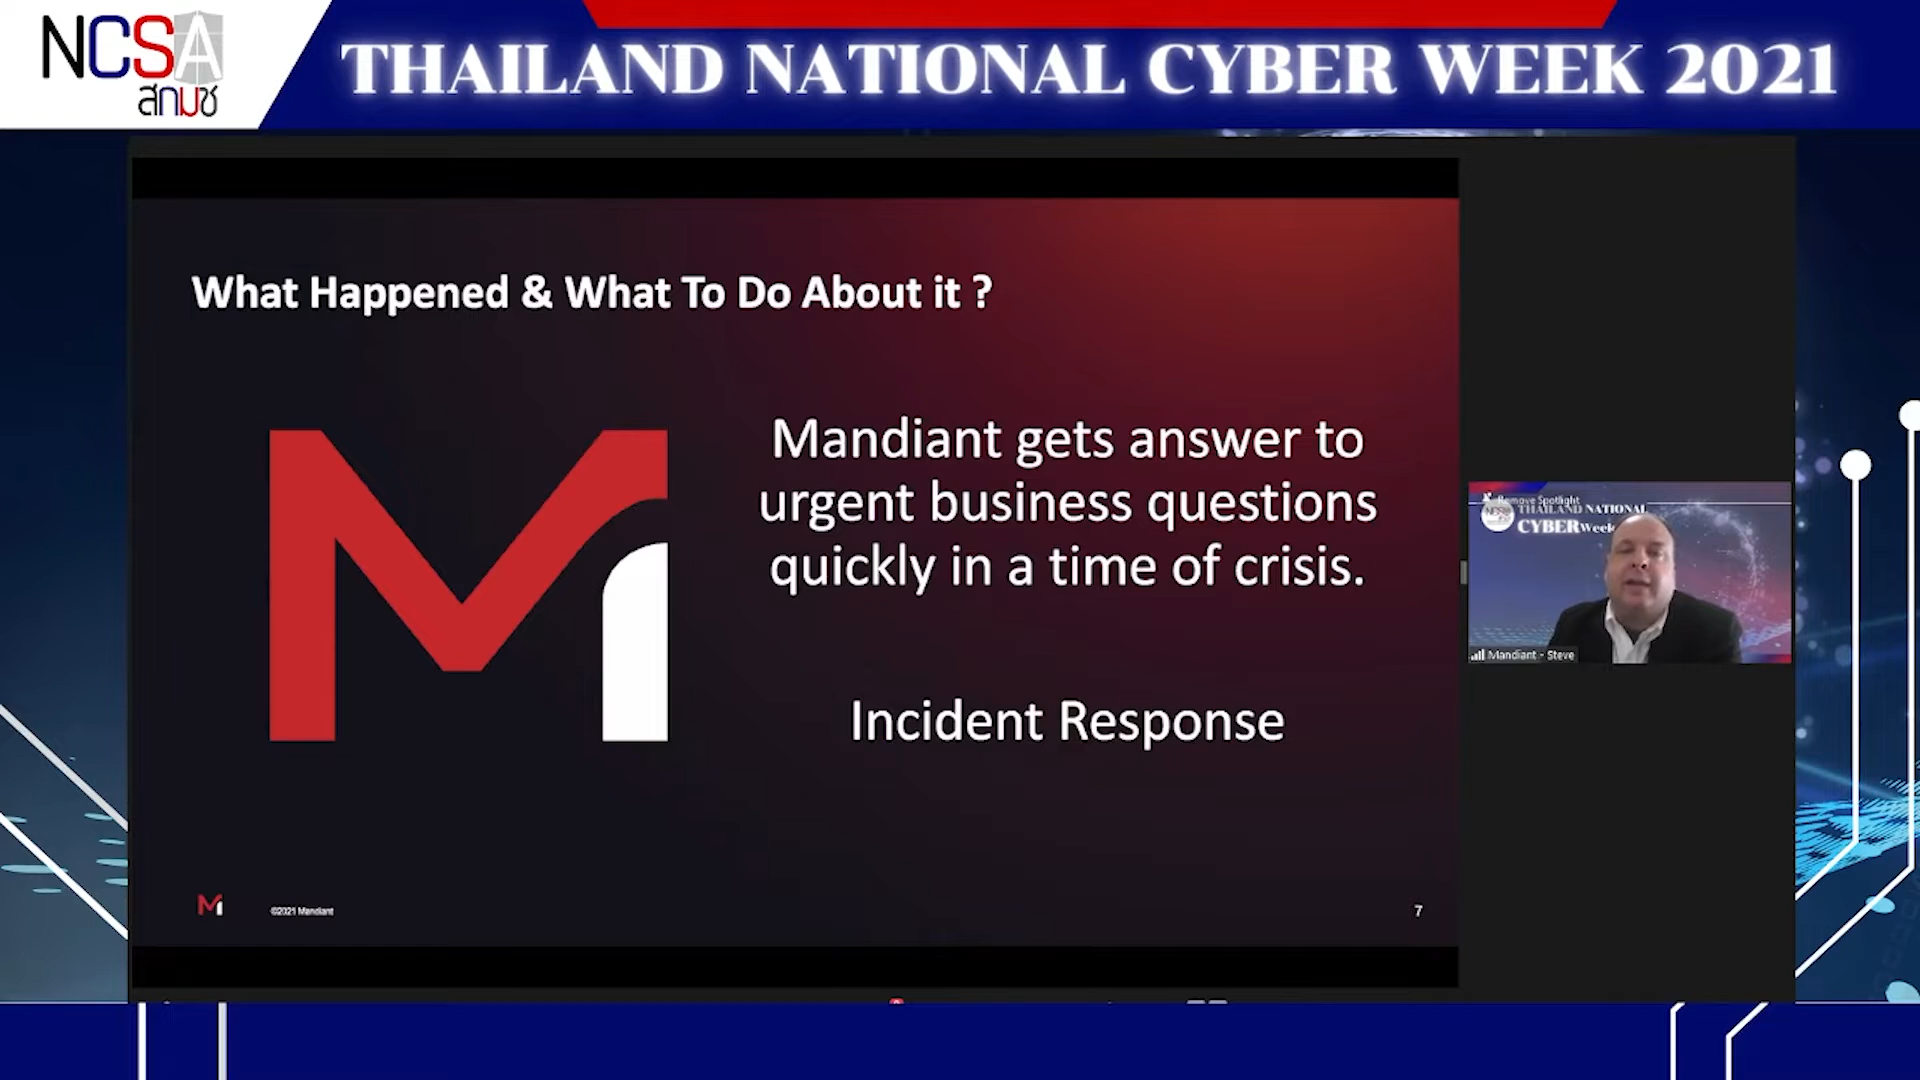 NCSA
สกมช
THAILAND NATIONAL CYBER WEEK 2021
What Happened & What To Do About it ?
Mandiant gets answer to
urgent business questions
quickly in a time of crisis.
Incident Response
©2021 Mandiant
7
Remove Spotlight
NCSA
THAILAND NATIONAL
CYBER Week
Mandiant - Steve